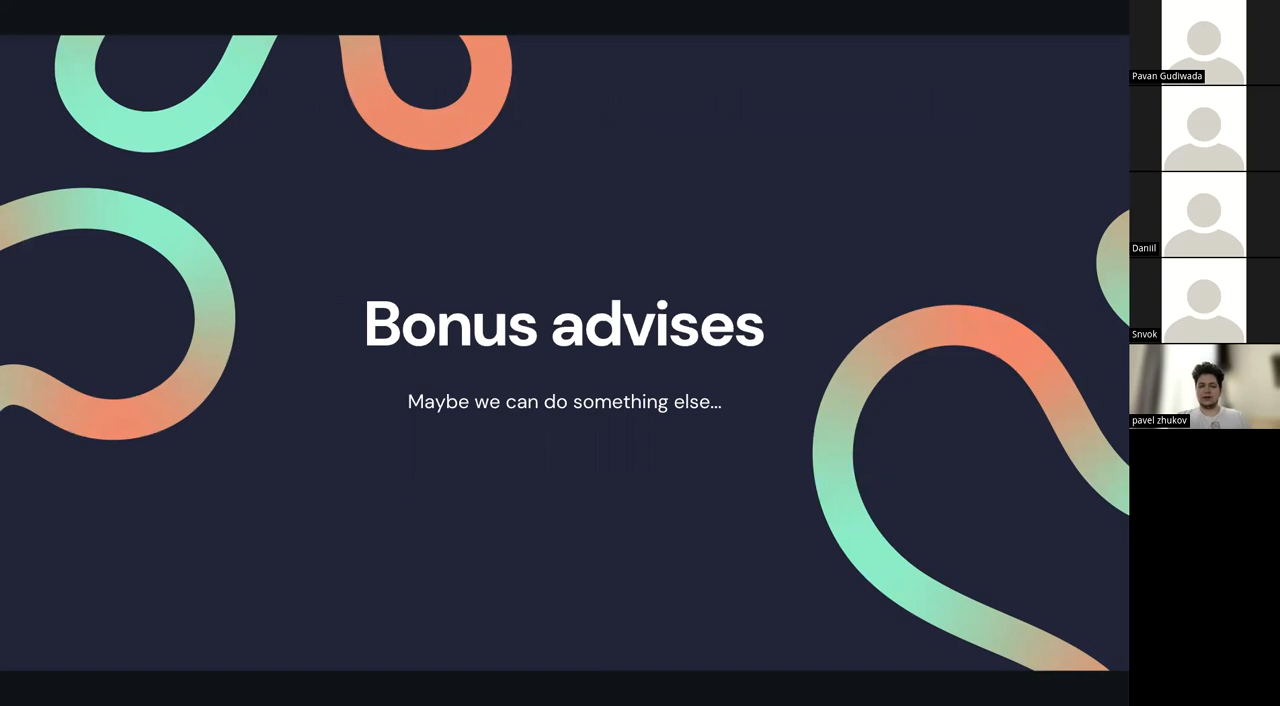 Bonus advises
Maybe we can do something else...
Pavan Gudiwada
Daniil
Snvok
pavel zhukov